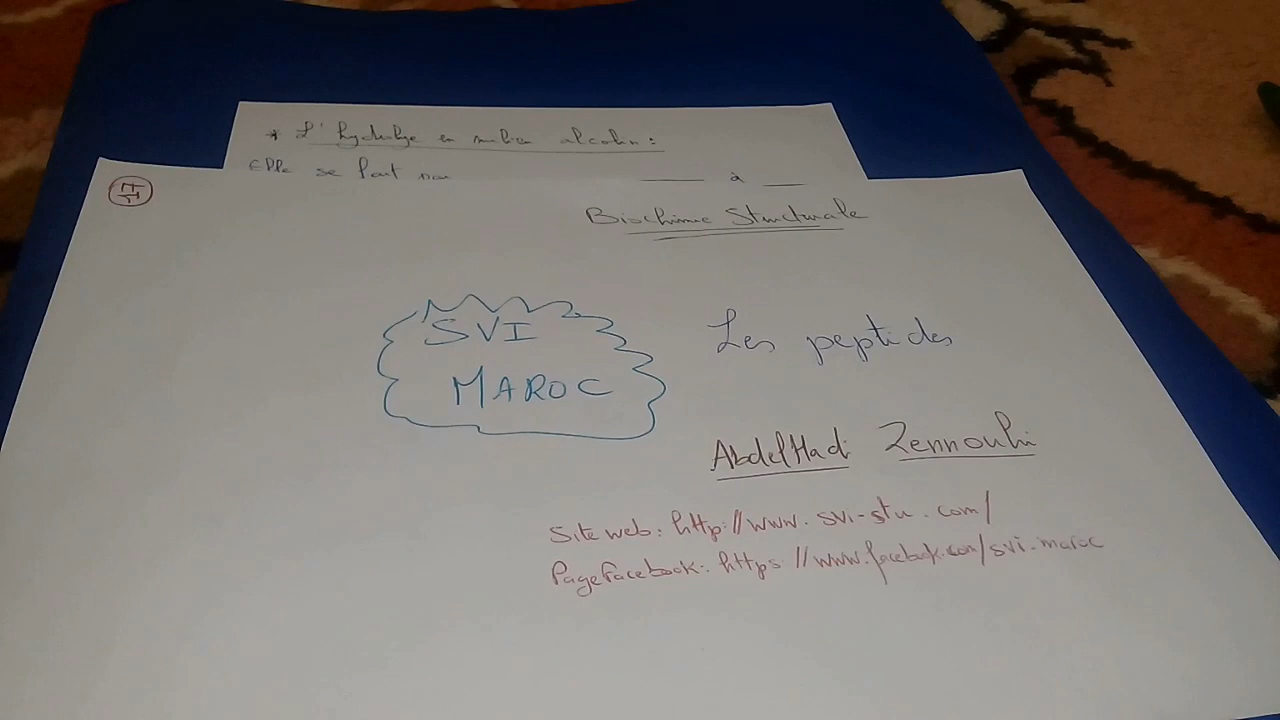 * L'hydrolyse en milieu alcalin :
Elle se fait
à
Biochimie Structurale
SVI
MAROC
Les peptides
AbdelHadi Zennouhi
Site web: http://www.svi-stu.com/
Page Facebook: https://www.facebook.com/svi.maroc